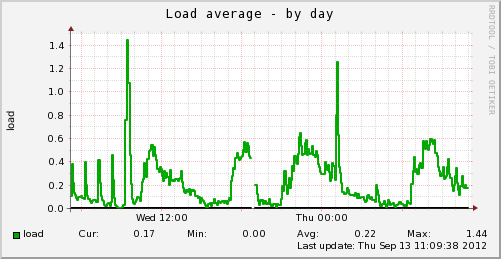 Load average - by day
RRDTOOL / TOBI OETIKER
load
1.4
1.2
1.0
0.8
0.6
0.4
0.2
0.0
Wed 12:00 Thu 00:00
load Cur: 0.17 Min: 0.00 Avg: 0.22 Max: 1.44
Last update: Thu Sep 13 11:09:38 2012